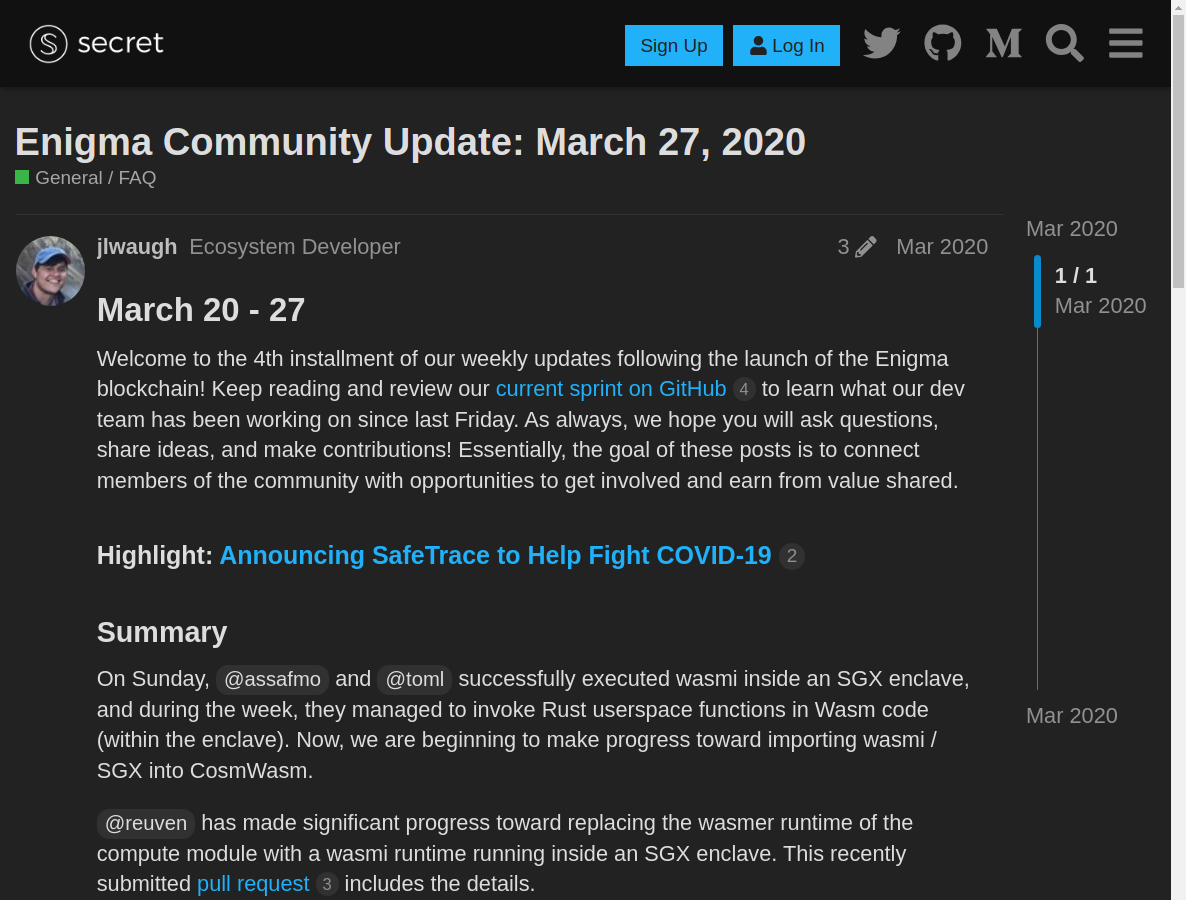 secret
Sign Up
Log In
Enigma Community Update: March 27, 2020
General / FAQ
jlwaugh Ecosystem Developer
3
Mar 2020
March 20 - 27
Welcome to the 4th installment of our weekly updates following the launch of the Enigma
blockchain! Keep reading and review our current sprint on GitHub 4 to learn what our dev
team has been working on since last Friday. As always, we hope you will ask questions,
share ideas, and make contributions! Essentially, the goal of these posts is to connect
members of the community with opportunities to get involved and earn from value shared.
Highlight: Announcing SafeTrace to Help Fight COVID-19 2
Summary
On Sunday, @assafmo and @toml successfully executed wasmi inside an SGX enclave,
and during the week, they managed to invoke Rust userspace functions in Wasm code
(within the enclave). Now, we are beginning to make progress toward importing wasmi /
SGX into CosmWasm.
@reuven has made significant progress toward replacing the wasmer runtime of the
compute module with a wasmi runtime running inside an SGX enclave. This recently
submitted pull request 3 includes the details.
Mar 2020
1 / 1
Mar 2020
Mar 2020